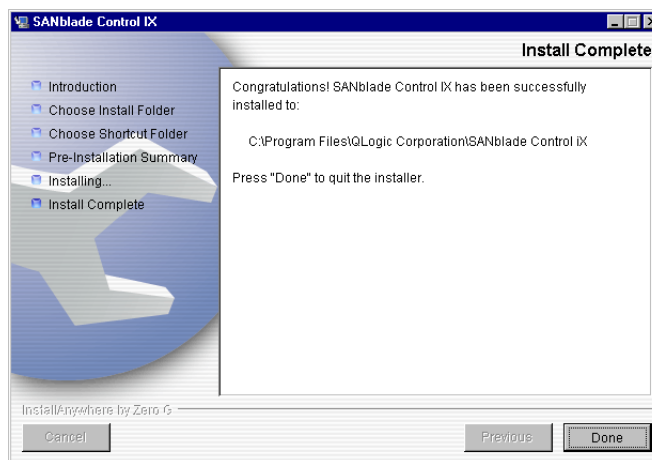 SANblade Control IX
Install Complete
Introduction
Choose Install Folder
Choose Shortcut Folder
Pre-Installation Summary
Installing...
Install Complete
Congratulations! SANblade Control IX has been successfully
installed to:
C:\Program Files\QLogic Corporation\SANblade Control iX
Press "Done" to quit the installer.
InstallAnywhere by Zero G
Cancel
Previous
Done